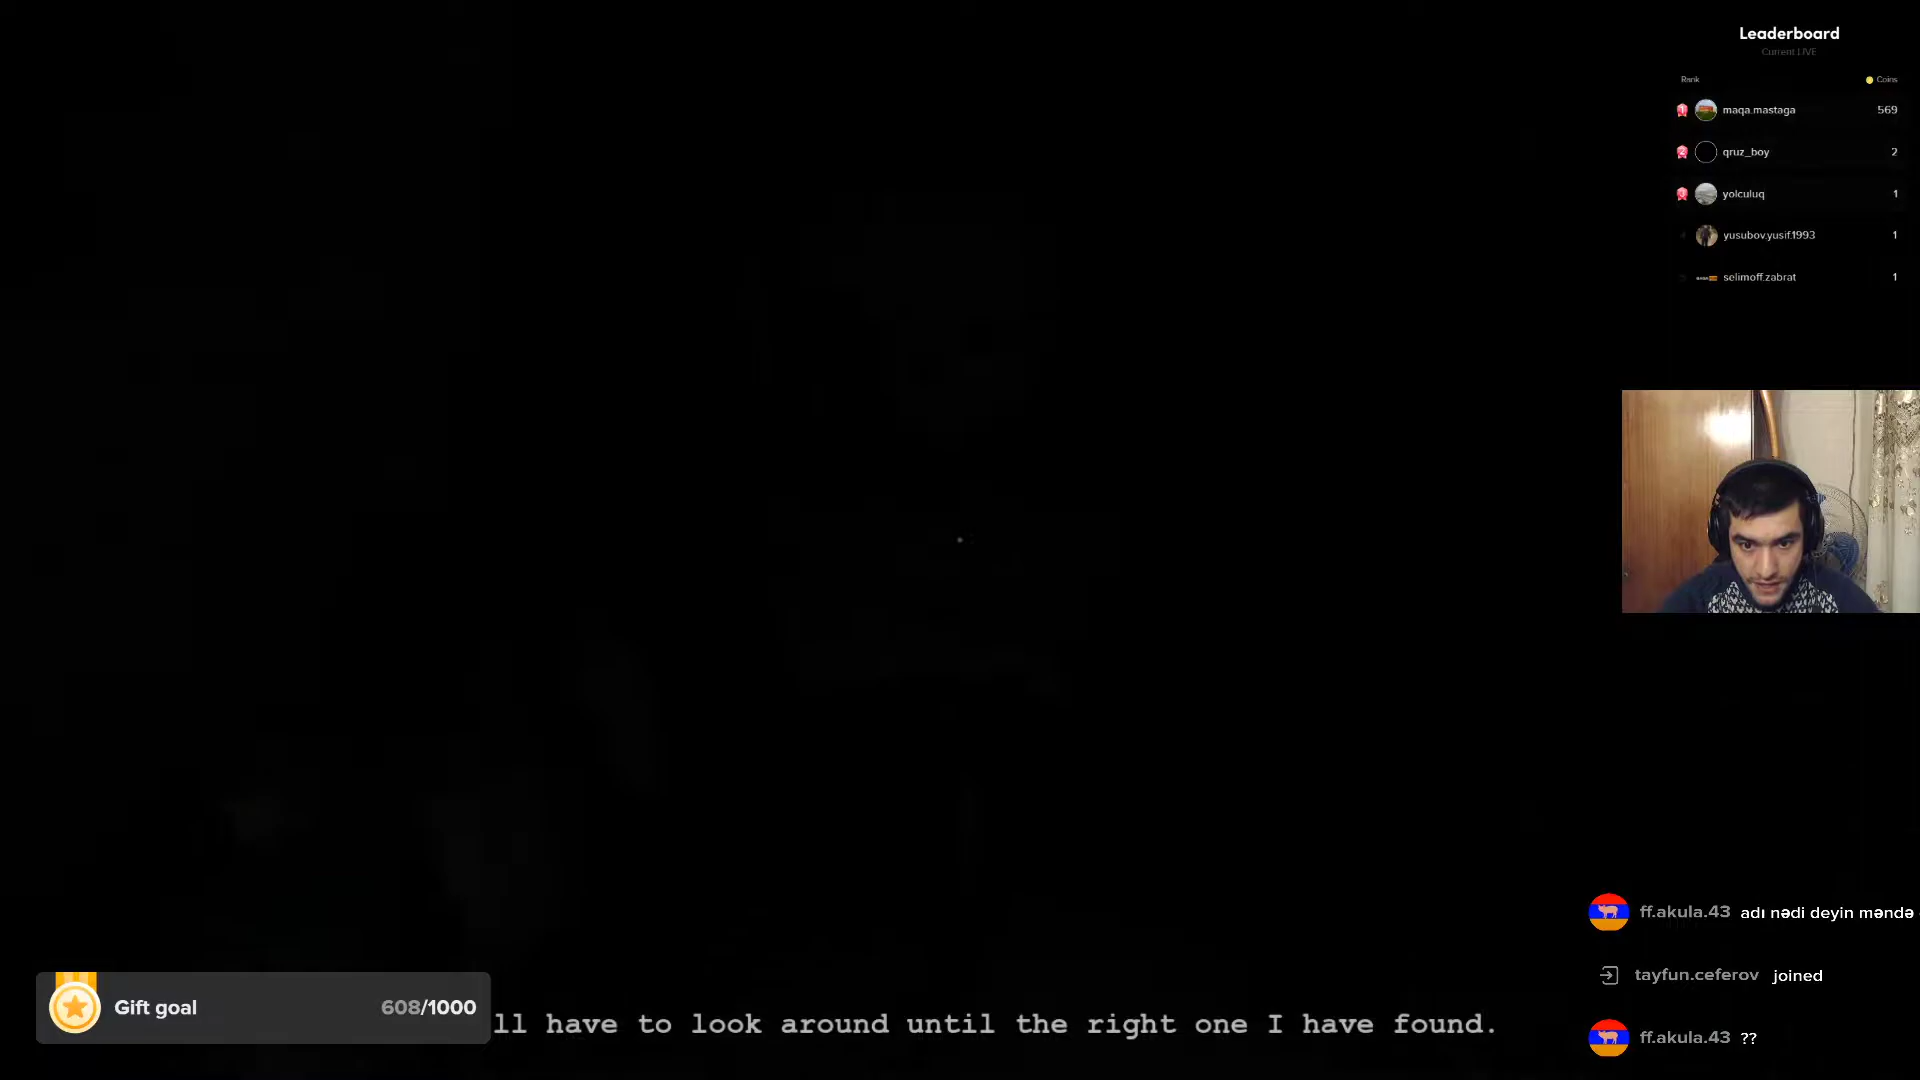 Leaderboard
Current LIVE
Rank Coins
maqa.mastaga 569
qruz_boy 2
yolculuq 1
yusubov.yusif.1993 1
selimoff.zabrat 1
ff.akula.43 adı nədi deyin məndə
tayfun.ceferov joined
Gift goal 608/1000
ll have to look around until the right one I have found.
ff.akula.43 ??